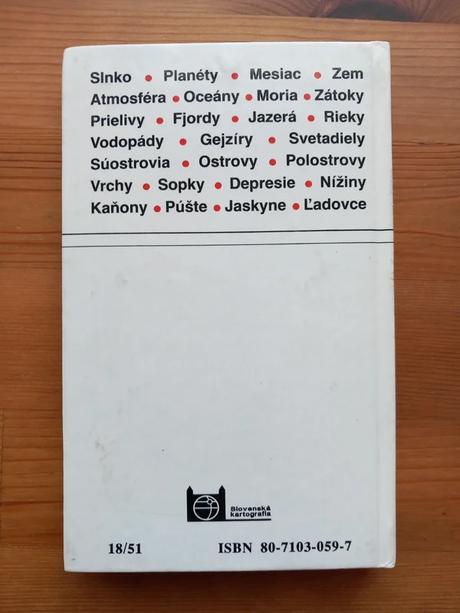 Slnko • Planéty • Mesiac • Zem
Atmosféra • Oceány • Moria • Zátoky
Prielivy • Fjordy • Jazerá • Rieky
Vodopády • Gejzíry • Svetadiely
Súostrovia • Ostrovy • Polostrovy
Vrchy • Sopky • Depresie • Nížiny
Kaňony • Púšte • Jaskyne • Ľadovce
Slovenská
kartografia
18/51 ISBN 80-7103-059-7